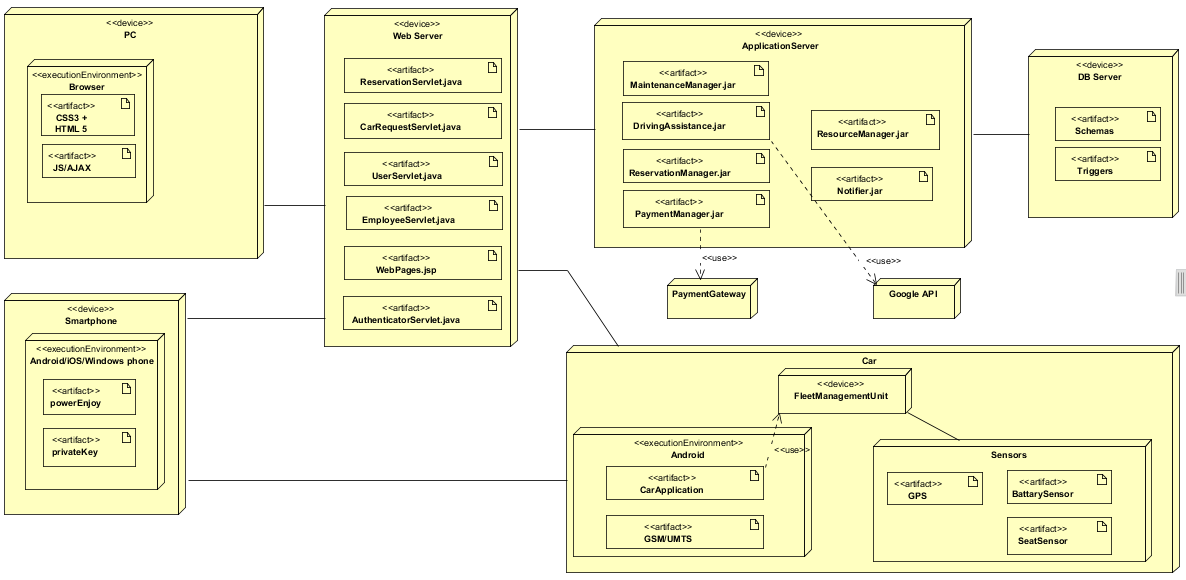 <<device>>
PC
<<executionEnvironment>>
Browser
<<artifact>>
CSS3 +
HTML 5
<<artifact>>
JS/AJAX
<<device>>
Web Server
<<artifact>>
ReservationServlet.java
<<artifact>>
CarRequestServlet.java
<<artifact>>
UserServlet.java
<<artifact>>
EmployeeServlet.java
<<artifact>>
WebPages.jsp
<<artifact>>
AuthenticatorServlet.java
<<device>>
ApplicationServer
<<artifact>>
MaintenanceManager.jar
<<artifact>>
DrivingAssistance.jar
<<artifact>>
ReservationManager.jar
<<artifact>>
PaymentManager.jar
<<artifact>>
ResourceManager.jar
<<artifact>>
Notifier.jar
<<device>>
DB Server
<<artifact>>
Schemas
<<artifact>>
Triggers
<<use>>
<<use>>
PaymentGateway
Google API
<<device>>
Smartphone
<<executionEnvironment>>
Android/iOS/Windows phone
<<artifact>>
powerEnjoy
<<artifact>>
privateKey
Car
<<device>>
FleetManagementUnit
<<executionEnvironment>>
Android
<<use>>
<<artifact>>
CarApplication
<<artifact>>
GSM/UMTS
Sensors
<<artifact>>
GPS
<<artifact>>
BattarySensor
<<artifact>>
SeatSensor